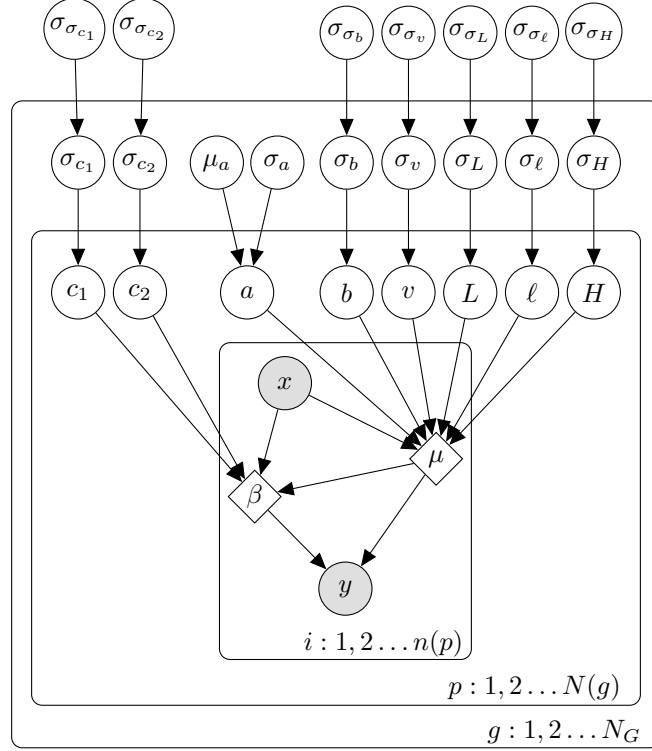 σ_{σ_{c_1}} σ_{σ_{c_2}} σ_{σ_b} σ_{σ_v} σ_{σ_L} σ_{σ_ℓ} σ_{σ_H}
σ_{c_1} σ_{c_2} μ_a σ_a σ_b σ_v σ_L σ_ℓ σ_H
c_1 c_2 a b v L ℓ H
x
μ
β
y
i : 1, 2 … n(p)
p : 1, 2 … N(g)
g : 1, 2 … N_G